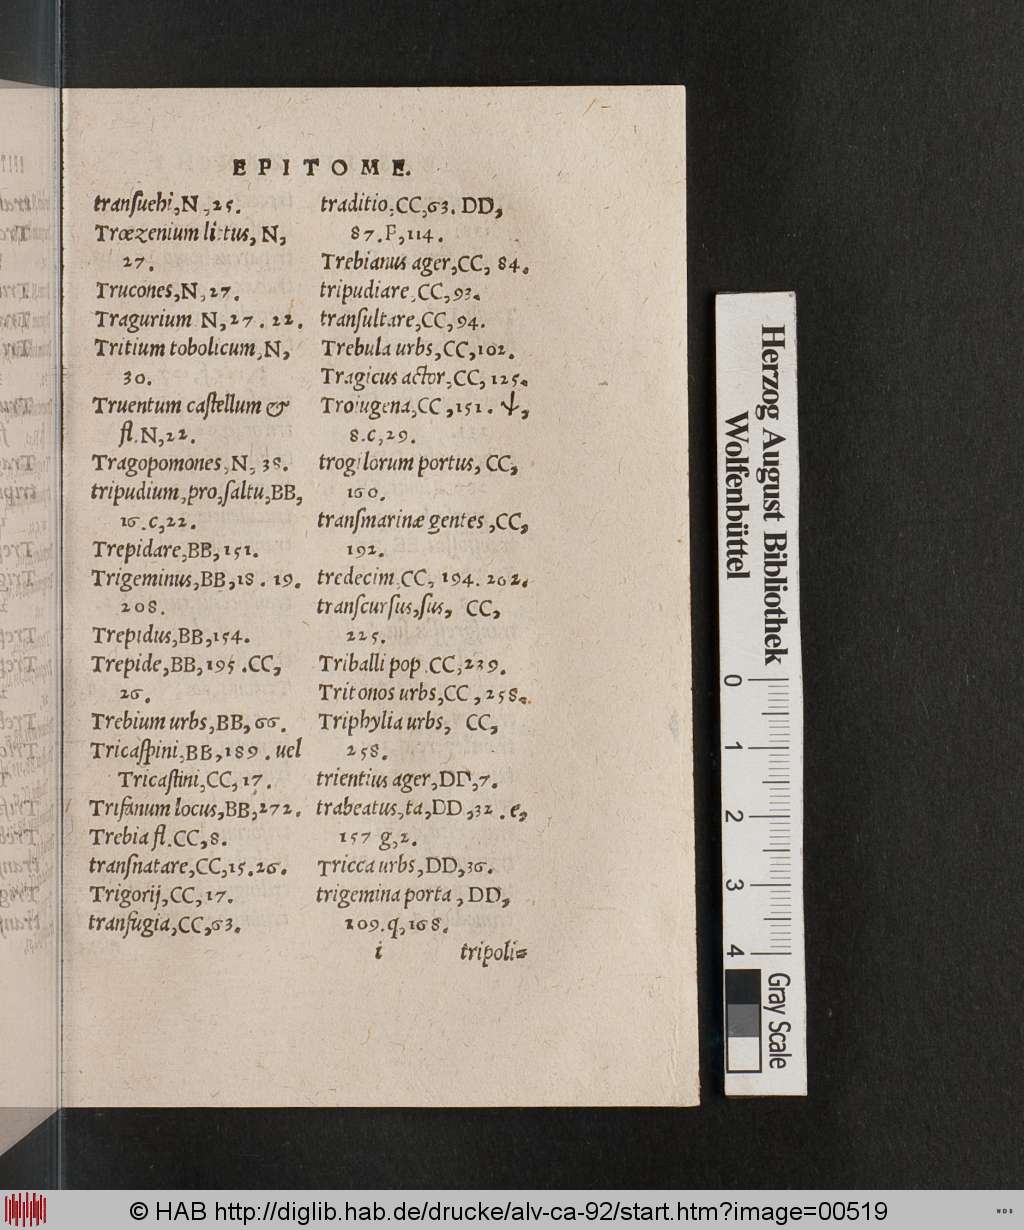 EPITOME.
tranſuehi, N, 25.
Trœzenium littus, N,
27.
Trucones, N, 27.
Tragurium N, 27. 22.
Tritium tobolicum, N,
30.
Truentum caſtellum &
fl. N, 22.
Tragopomones, N, 38.
tripudium, pro, ſaltu, BB,
16. c, 22.
Trepidare, BB, 151.
Trigeminus, BB, 18. 19.
208.
Trepidus, BB, 154.
Trepide, BB, 195. CC,
26.
Trebium urbs, BB, 66.
Tricaſpini, BB, 189. uel
Tricaſtini, CC, 17.
Trifanum locus, BB, 272.
Trebia fl. CC, 8.
tranſnatare, CC, 15. 26.
Trigorij, CC, 17.
tranſugia, CC, 63.
traditio, CC, 63. DD,
87. F, 114.
Trebianus ager, CC, 84.
tripudiare, CC, 93.
tranſultare, CC, 94.
Trebula urbs, CC, 102.
Tragicus actor, CC, 125.
Troiugena, CC, 151. ,
8. c, 29.
trogilorum portus, CC,
160.
tranſmarinæ gentes, CC,
192.
tredecim, CC, 194. 202.
tranſcurſus, ſus, CC,
225.
Triballi pop. CC, 239.
Tritonos urbs, CC, 258.
Triphylia urbs, CC,
258.
trientius ager, DD, 7.
trabeatus, ta, DD, 32. e,
157 g, 2.
Tricca urbs, DD, 36.
trigemina porta, DD,
209. q, 168.
i tripoli=
Herzog August Bibliothek
Wolfenbüttel
0 1 2 3 4
Gray Scale
© HAB http://diglib.hab.de/drucke/alv-ca-92/start.htm?image=00519